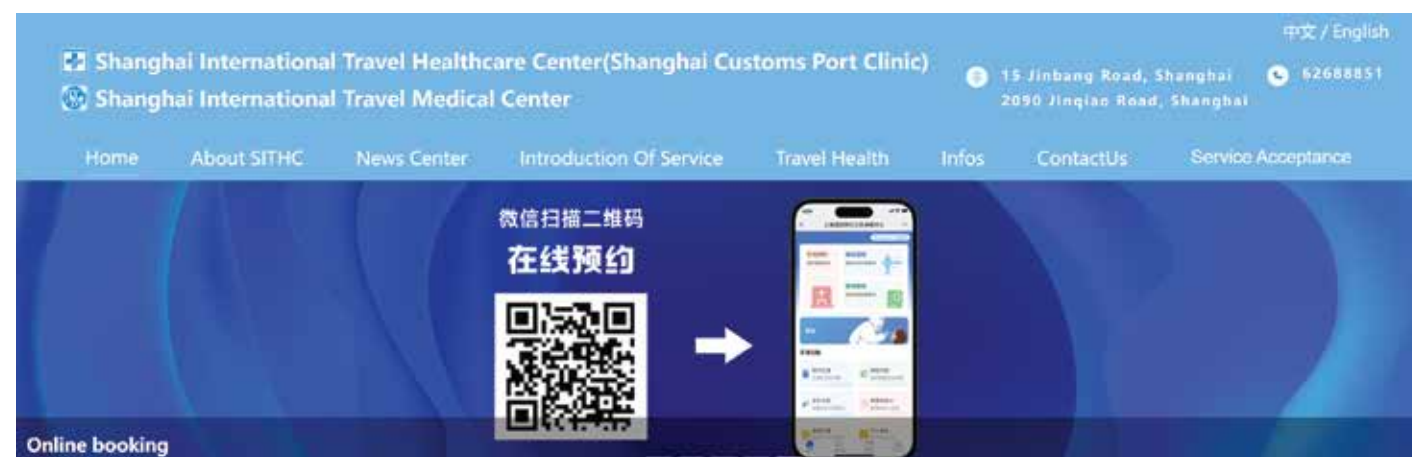 中文 / English
Shanghai International Travel Healthcare Center(Shanghai Customs Port Clinic)
Shanghai International Travel Medical Center
15 Jinbang Road, Shanghai
2090 Jinqiao Road, Shanghai
62688851
Home About SITHC News Center Introduction Of Service Travel Health Infos ContactUs Service Acceptance
微信扫描二维码
在线预约
Online booking